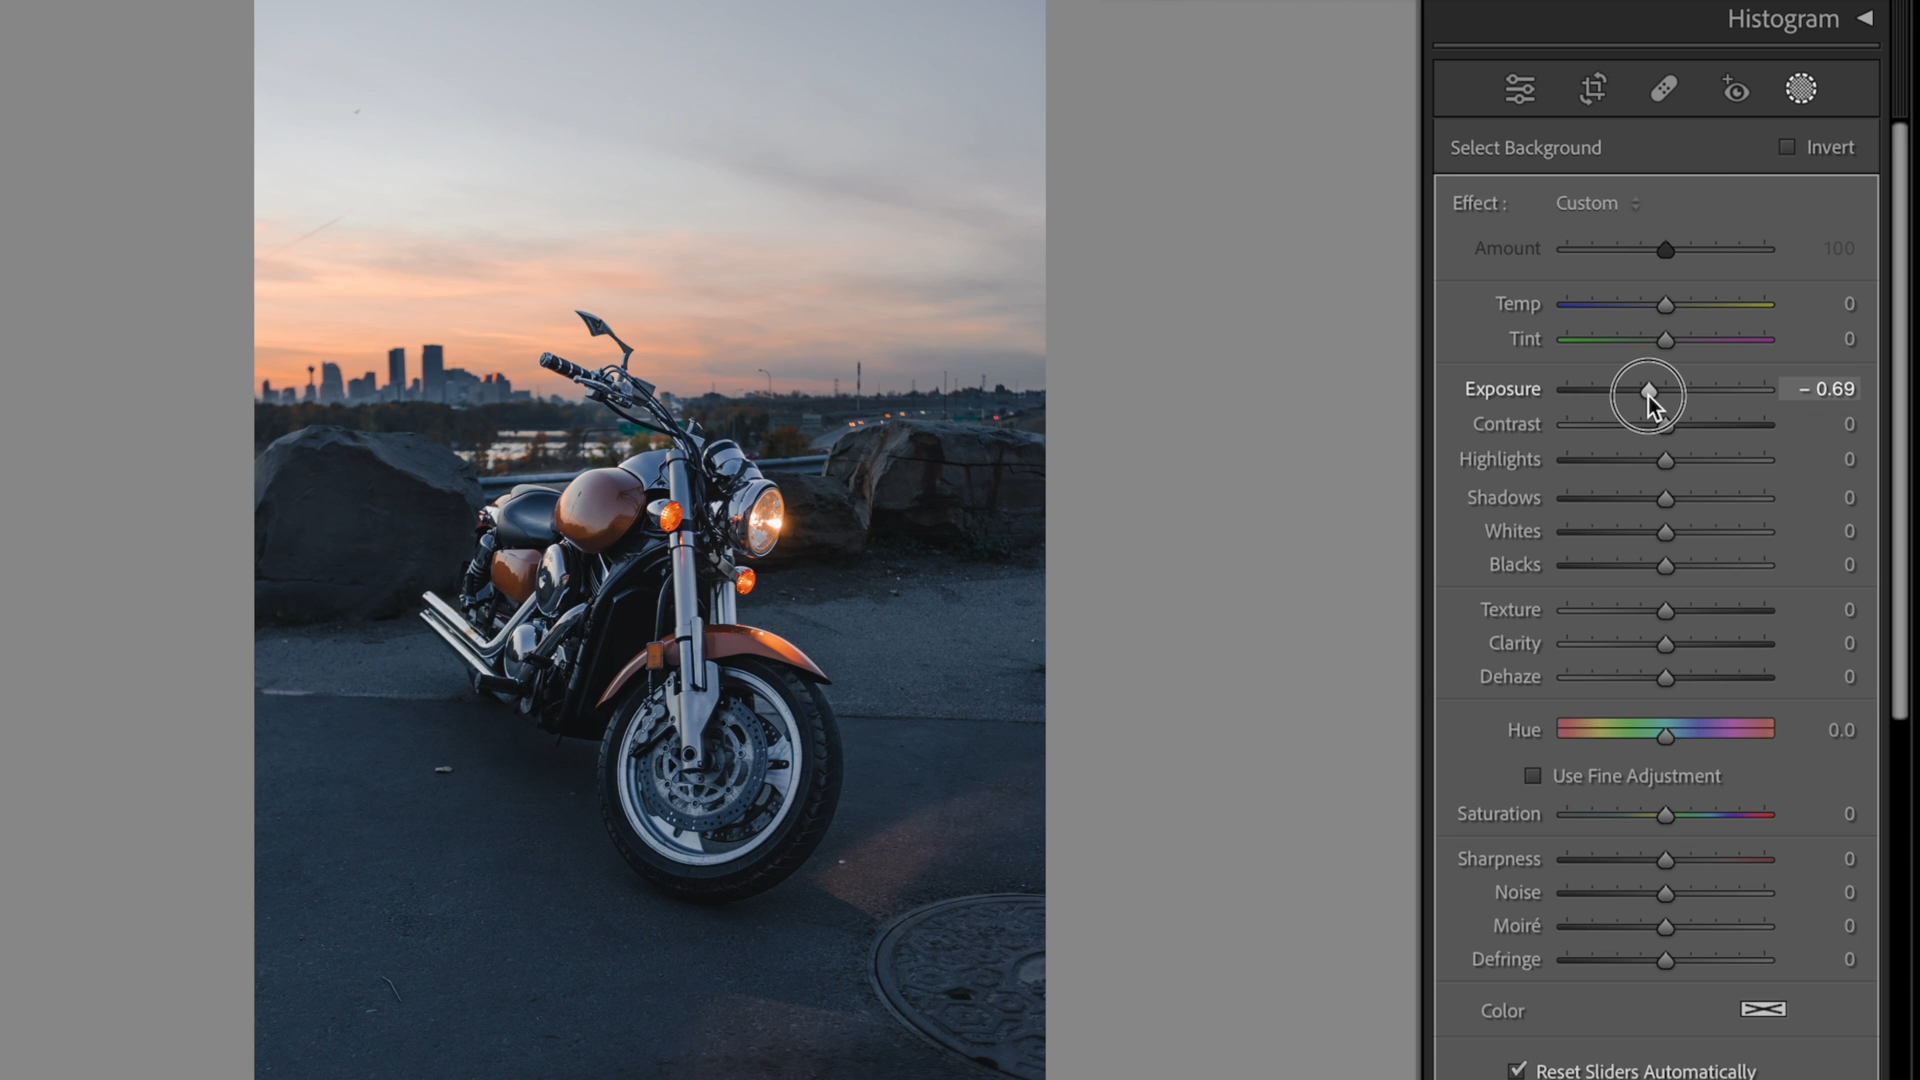 Histogram
Select Background Invert
Effect : Custom
Amount 100
Temp 0
Tint 0
Exposure – 0.69
Contrast 0
Highlights 0
Shadows 0
Whites 0
Blacks 0
Texture 0
Clarity 0
Dehaze 0
Hue 0.0
Use Fine Adjustment
Saturation 0
Sharpness 0
Noise 0
Moiré 0
Defringe 0
Color
Reset Sliders Automatically